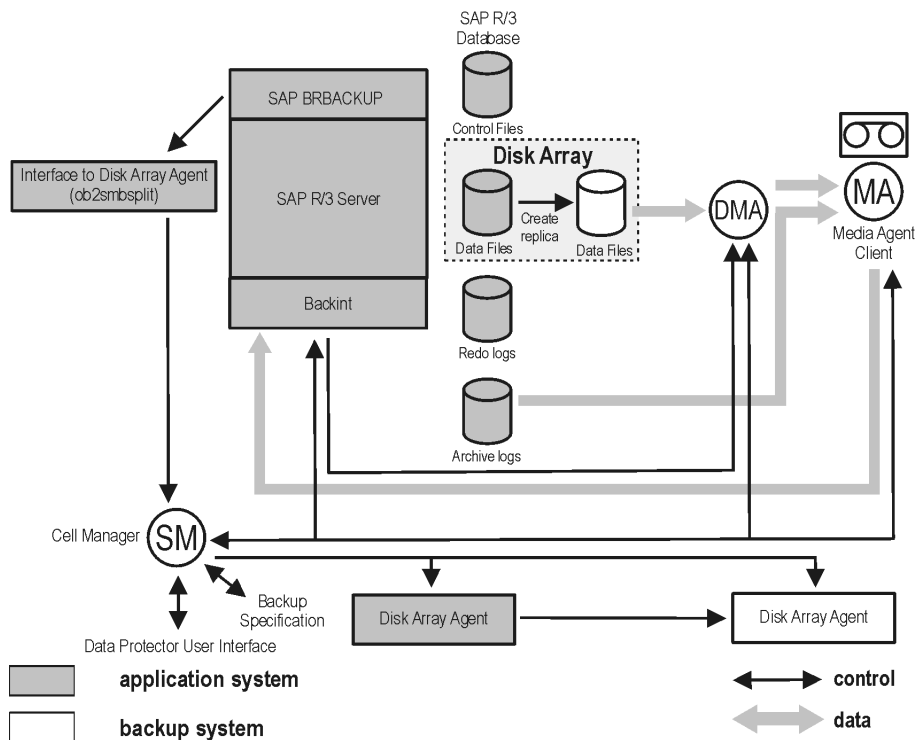 SAP R/3
Database
SAP BRBACKUP
Control Files
Disk Array
Interface to Disk Array Agent
(ob2smbsplit)
SAP R/3 Server
Create
replica
Data Files
Data Files
DMA
MA
Media Agent
Client
Backint
Redo logs
Archive logs
Cell Manager
SM
Backup
Specification
Data Protector User Interface
Disk Array Agent
Disk Array Agent
application system
control
backup system
data